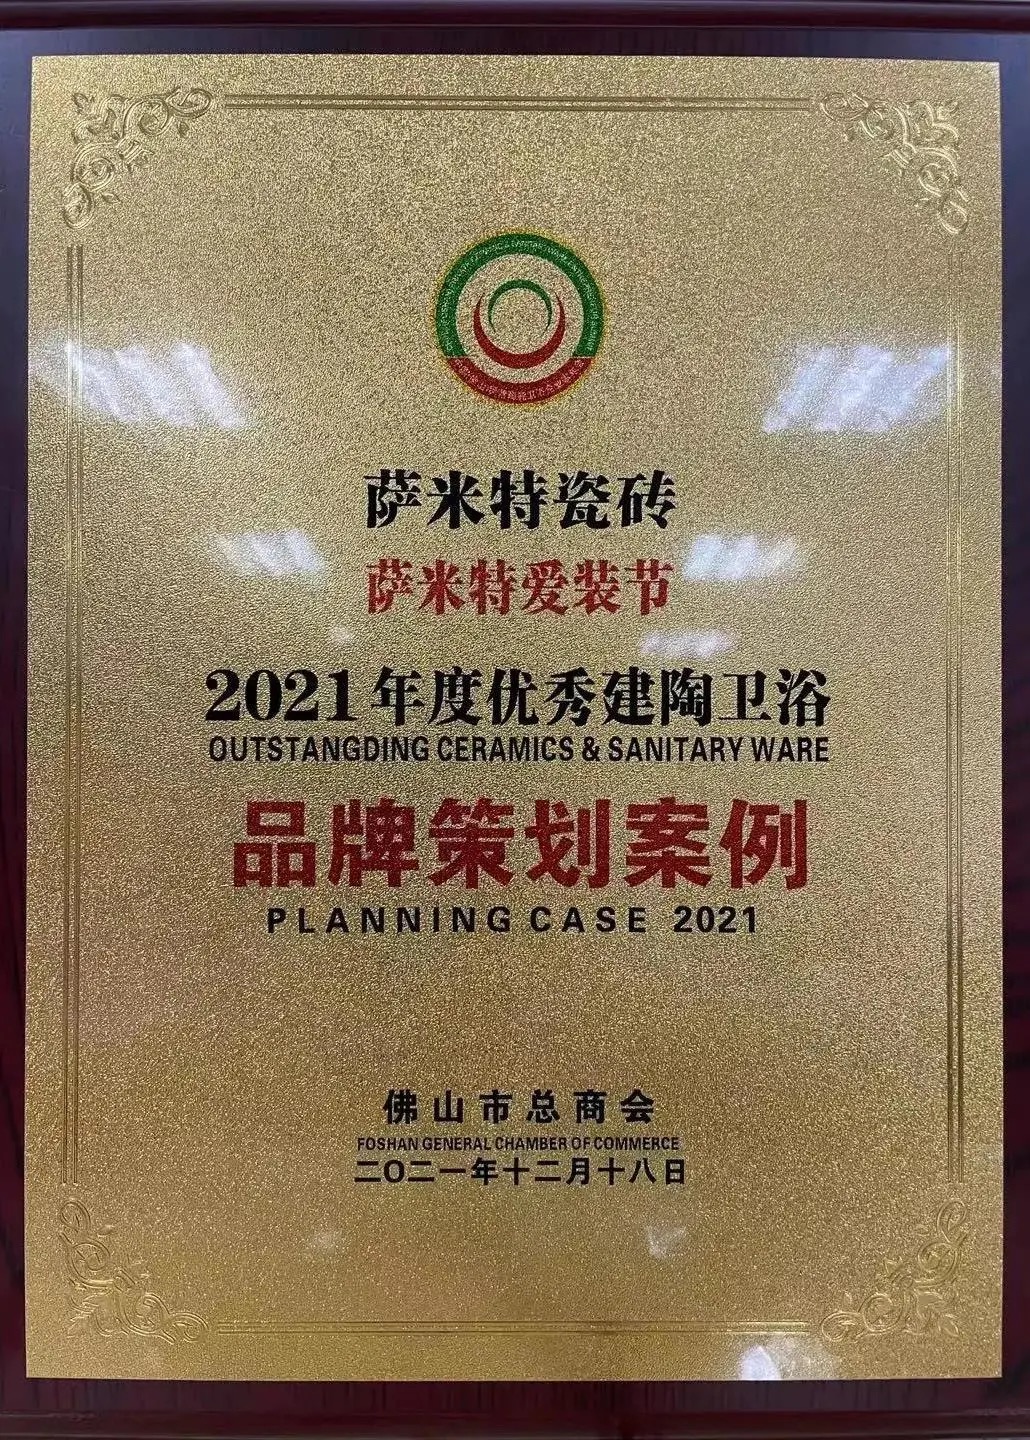 萨米特瓷砖
萨米特爱装节
2021年度优秀建陶卫浴
OUTSTANGDING CERAMICS & SANITARY WARE
品牌策划案例
PLANNING CASE 2021
佛山市总商会
FOSHAN GENERAL CHAMBER OF COMMERCE
二〇二一年十二月十八日